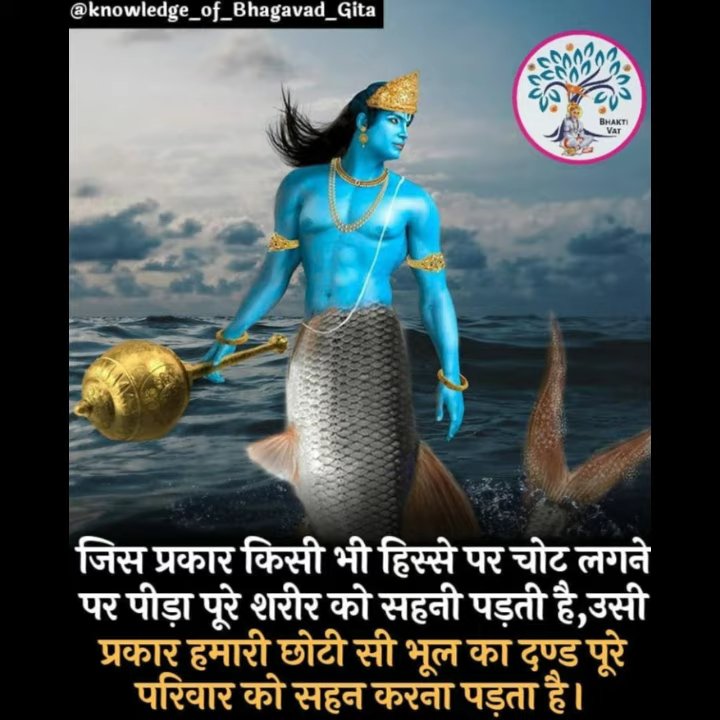 @knowledge_of_Bhagavad_Gita
BHAKTI
VAT
जिस प्रकार किसी भी हिस्से पर चोट लगने
पर पीड़ा पूरे शरीर को सहनी पड़ती है,उसी
प्रकार हमारी छोटी सी भूल का दण्ड पूरे
परिवार को सहन करना पड़ता है।